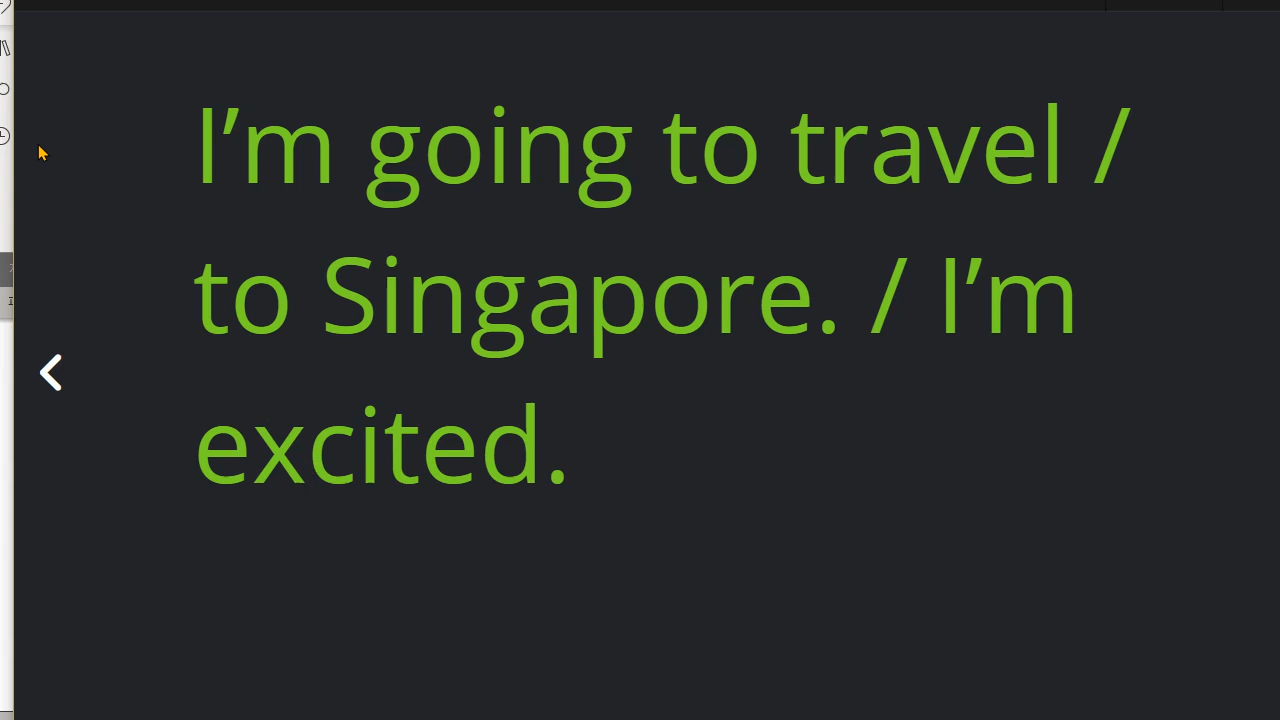 I’m going to travel /
to Singapore. / I’m
excited.